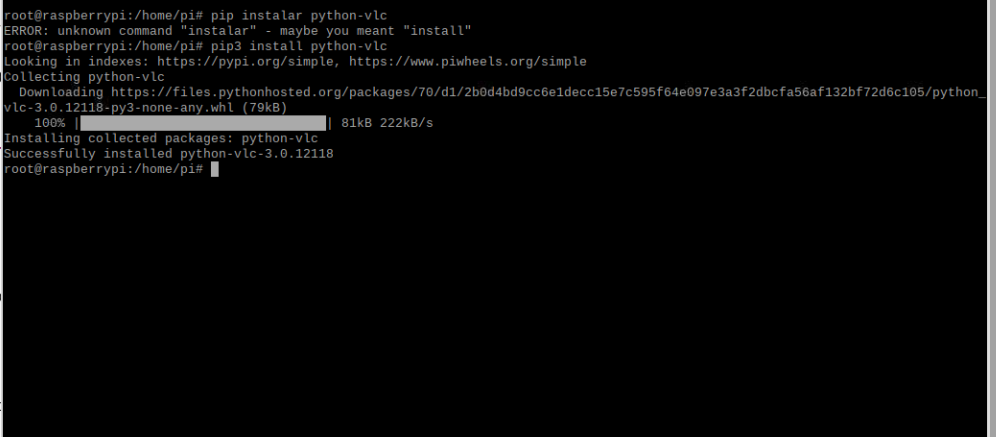 root@raspberrypi:/home/pi# pip instalar python-vlc
ERROR: unknown command "instalar" - maybe you meant "install"
root@raspberrypi:/home/pi# pip3 install python-vlc
Looking in indexes: https://pypi.org/simple, https://www.piwheels.org/simple
Collecting python-vlc
  Downloading https://files.pythonhosted.org/packages/70/d1/2b0d4bd9cc6e1decc15e7c595f64e097e3a3f2dbcfa56af132bf72d6c105/python_
vlc-3.0.12118-py3-none-any.whl (79kB)
    100% |████████████████████████████████| 81kB 222kB/s
Installing collected packages: python-vlc
Successfully installed python-vlc-3.0.12118
root@raspberrypi:/home/pi#